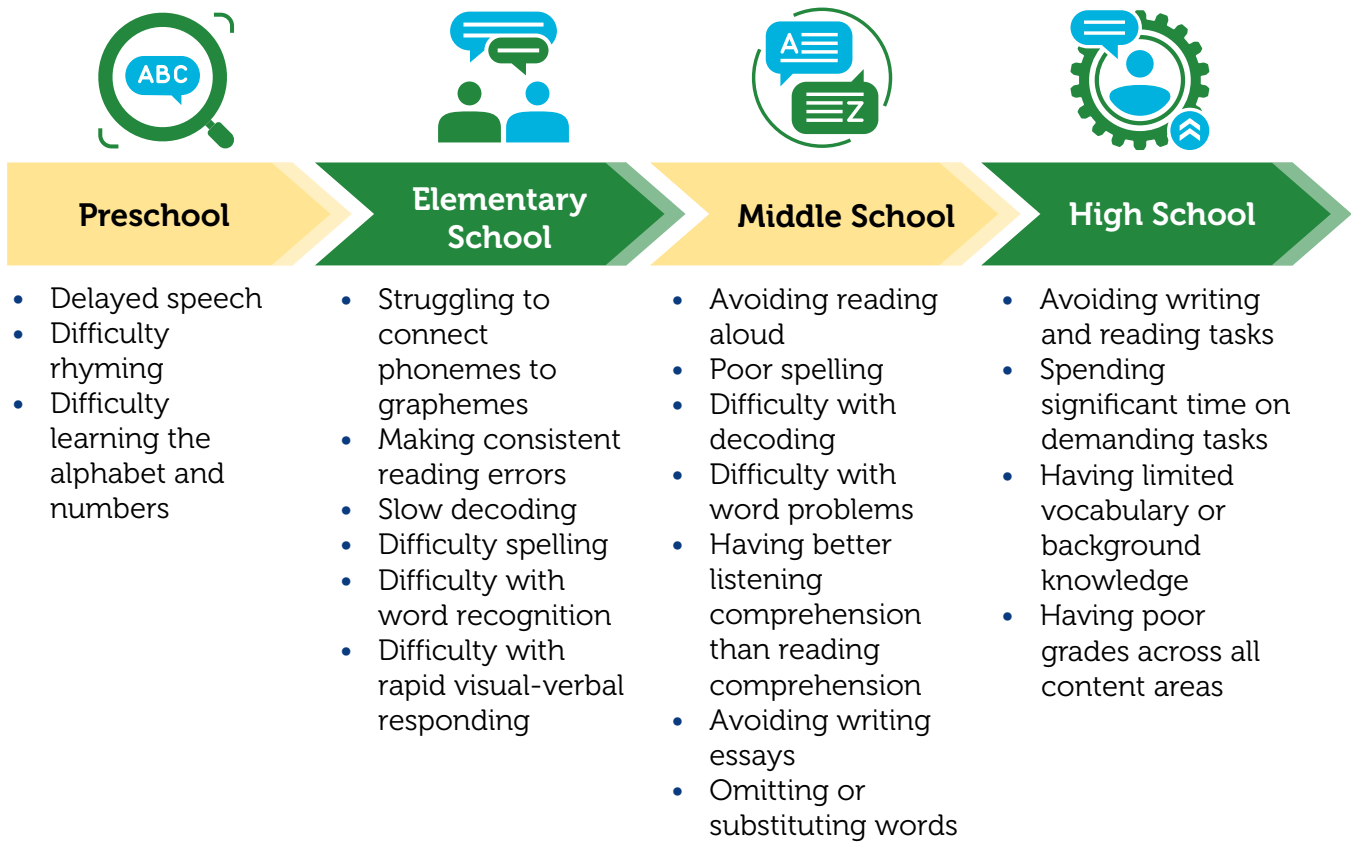 ABC
A
Z
Preschool
Elementary
School
Middle School
High School
• Delayed speech
• Difficulty
rhyming
• Difficulty
learning the
alphabet and
numbers
• Struggling to
connect
phonemes to
graphemes
• Making consistent
reading errors
• Slow decoding
• Difficulty spelling
• Difficulty with
word recognition
• Difficulty with
rapid visual-verbal
responding
• Avoiding reading
aloud
• Poor spelling
• Difficulty with
decoding
• Difficulty with
word problems
• Having better
listening
comprehension
than reading
comprehension
• Avoiding writing
essays
• Omitting or
substituting words
• Avoiding writing
and reading tasks
• Spending
significant time on
demanding tasks
• Having limited
vocabulary or
background
knowledge
• Having poor
grades across all
content areas